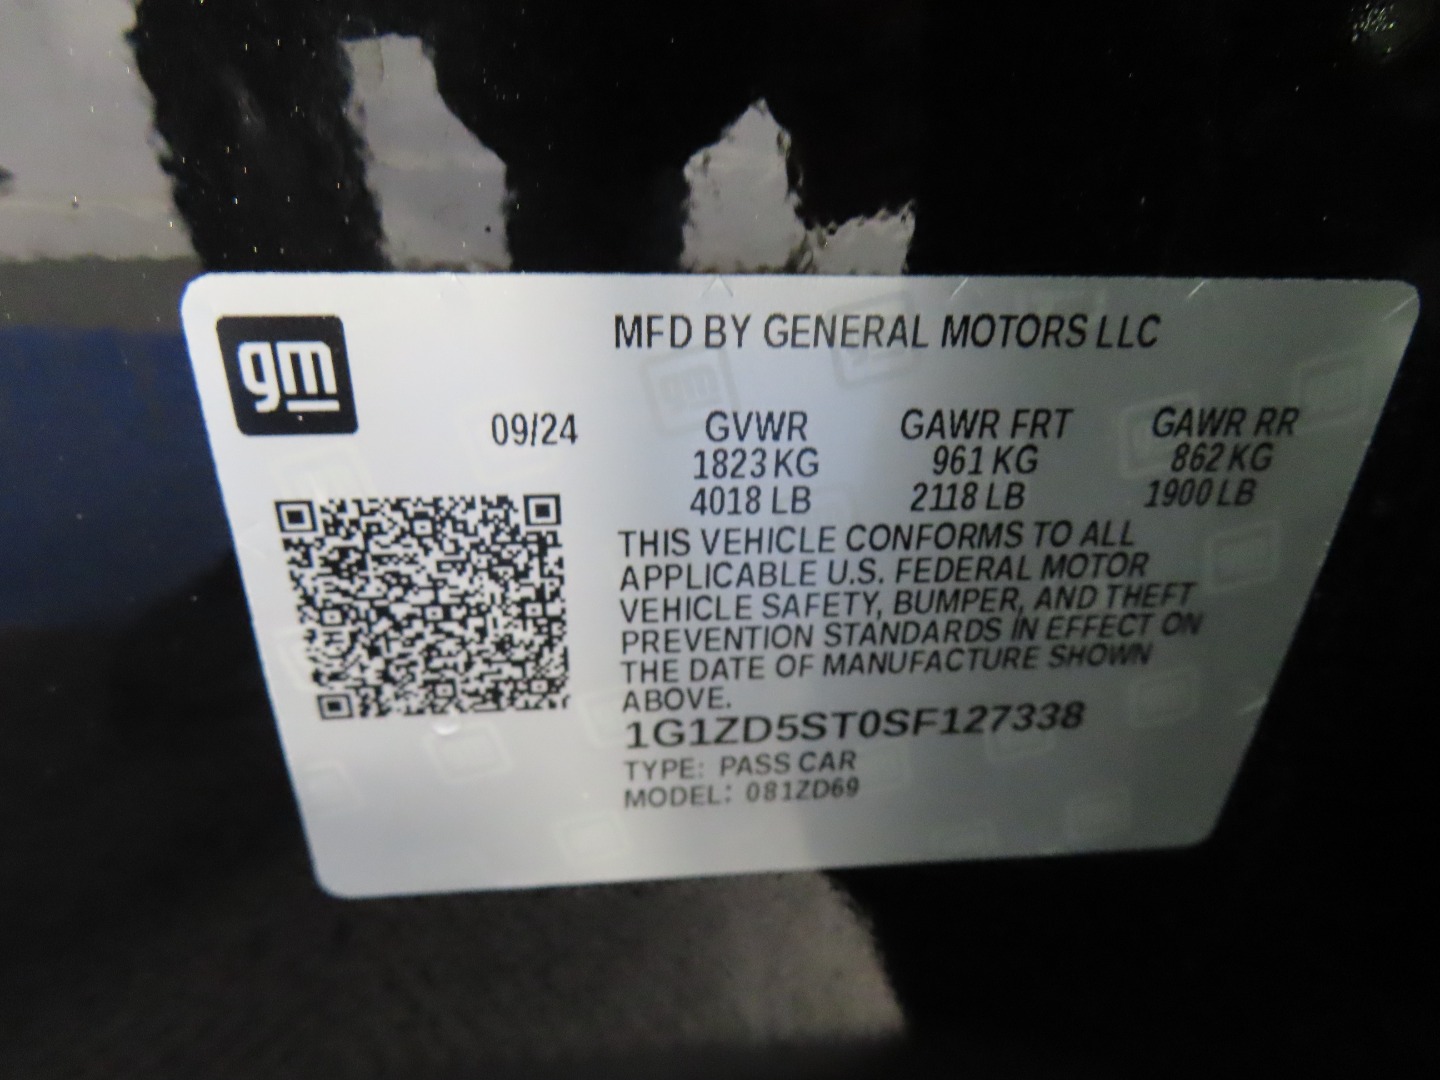 gm
MFD BY GENERAL MOTORS LLC
09/24 GVWR GAWR FRT GAWR RR
1823 KG 961 KG 862 KG
4018 LB 2118 LB 1900 LB
THIS VEHICLE CONFORMS TO ALL
APPLICABLE U.S. FEDERAL MOTOR
VEHICLE SAFETY, BUMPER, AND THEFT
PREVENTION STANDARDS IN EFFECT ON
THE DATE OF MANUFACTURE SHOWN
ABOVE.
1G1ZD5ST0SF127338
TYPE: PASS CAR
MODEL: 081ZD69